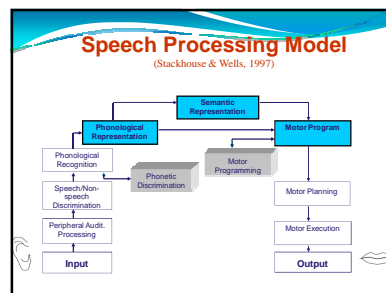 Speech Processing Model
(Stackhouse & Wells, 1997)
Semantic
Representation
Phonological
Representation
Motor Program
Phonological
Recognition
Phonetic
Discrimination
Motor
Programming
Speech/Non-
speech
Discrimination
Motor Planning
Peripheral Audit.
Processing
Motor Execution
Input
Output